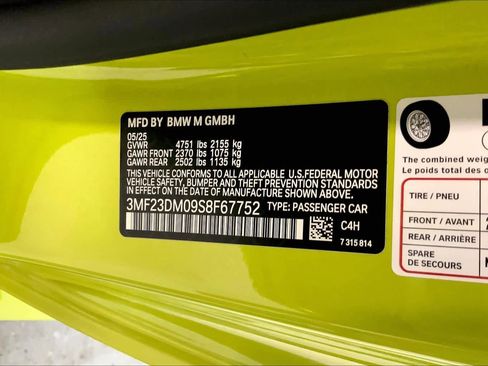 MFD BY BMW M GMBH
05/25
GVWR 4751 lbs 2155 kg
GAWR FRONT 2370 lbs 1075 kg
GAWR REAR 2502 lbs 1135 kg
THIS VEHICLE CONFORMS TO ALL APPLICABLE U.S.FEDERAL MOTOR
VEHICLE SAFETY, BUMPER, AND THEFT PREVENTION STANDARDS
IN EFFECT ON THE DATE OF MANUFACTURE SHOWN ABOVE.
3MF23DM09S8F67752 TYPE: PASSENGER CAR
C4H
7 315 814
The combined weig
Le poids total de
TIRE / PNEU
FRONT / AVANT
REAR / ARRIÈRE
SPARE
DE SECOURS